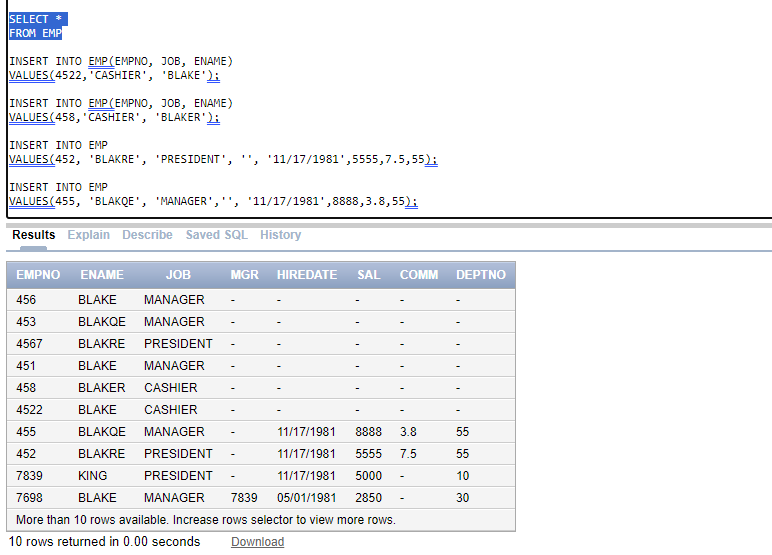 SELECT *
FROM EMP
INSERT INTO EMP(EMPNO, JOB, ENAME)
VALUES(4522,'CASHIER', 'BLAKE');
INSERT INTO EMP(EMPNO, JOB, ENAME)
VALUES(458,'CASHIER', 'BLAKER');
INSERT INTO EMP
VALUES(452, 'BLAKRE', 'PRESIDENT', '', '11/17/1981',5555,7.5,55);
INSERT INTO EMP
VALUES(455, 'BLAKQE', 'MANAGER','', '11/17/1981',8888,3.8,55);
Results Explain Describe Saved SQL History
EMPNO ENAME JOB MGR HIREDATE SAL COMM DEPTNO
456 BLAKE MANAGER - - - - -
453 BLAKQE MANAGER - - - - -
4567 BLAKRE PRESIDENT - - - - -
451 BLAKE MANAGER - - - - -
458 BLAKER CASHIER - - - - -
4522 BLAKE CASHIER - - - - -
455 BLAKQE MANAGER - 11/17/1981 8888 3.8 55
452 BLAKRE PRESIDENT - 11/17/1981 5555 7.5 55
7839 KING PRESIDENT - 11/17/1981 5000 - 10
7698 BLAKE MANAGER 7839 05/01/1981 2850 - 30
More than 10 rows available. Increase rows selector to view more rows.
10 rows returned in 0.00 seconds Download